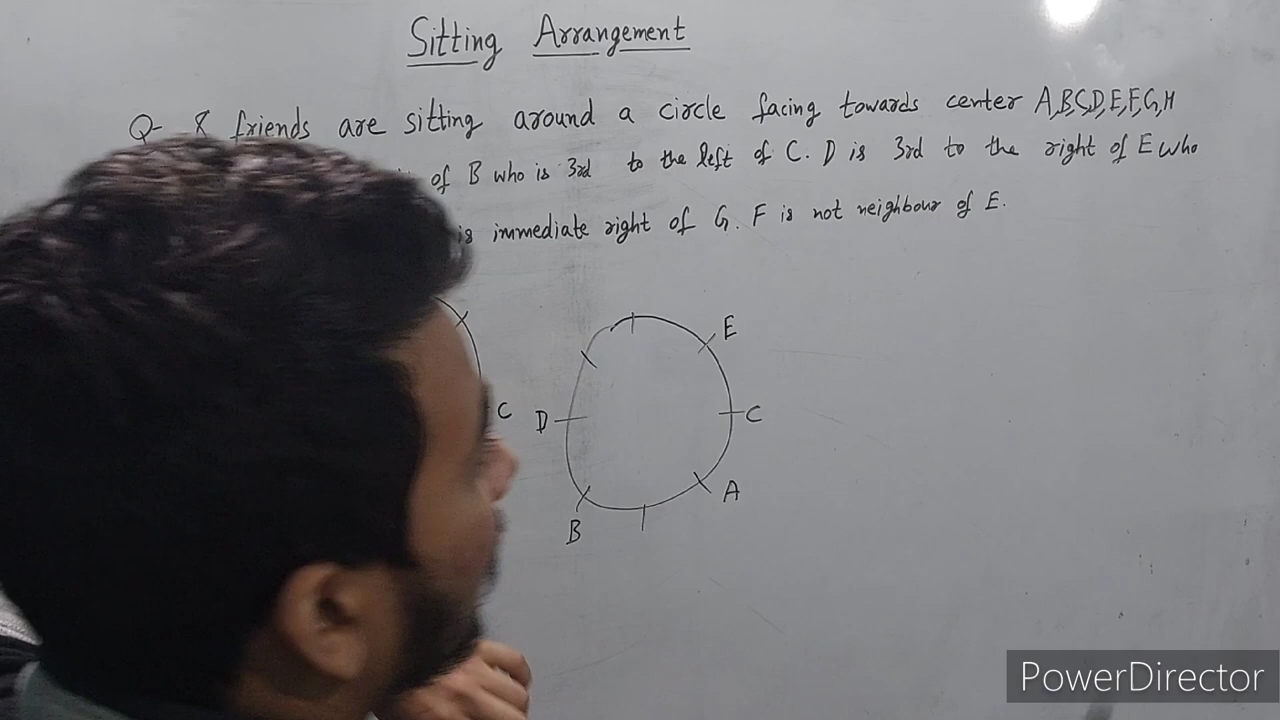 Sitting Arrangement
Q- 8 friends are sitting around a circle facing towards center A,B,C,D,E,F,G,H
of B who is 3rd to the left of C. D is 3rd to the right of E who
is immediate right of G. F is not neighbour of E.
E
C
D
C
A
B
PowerDirector